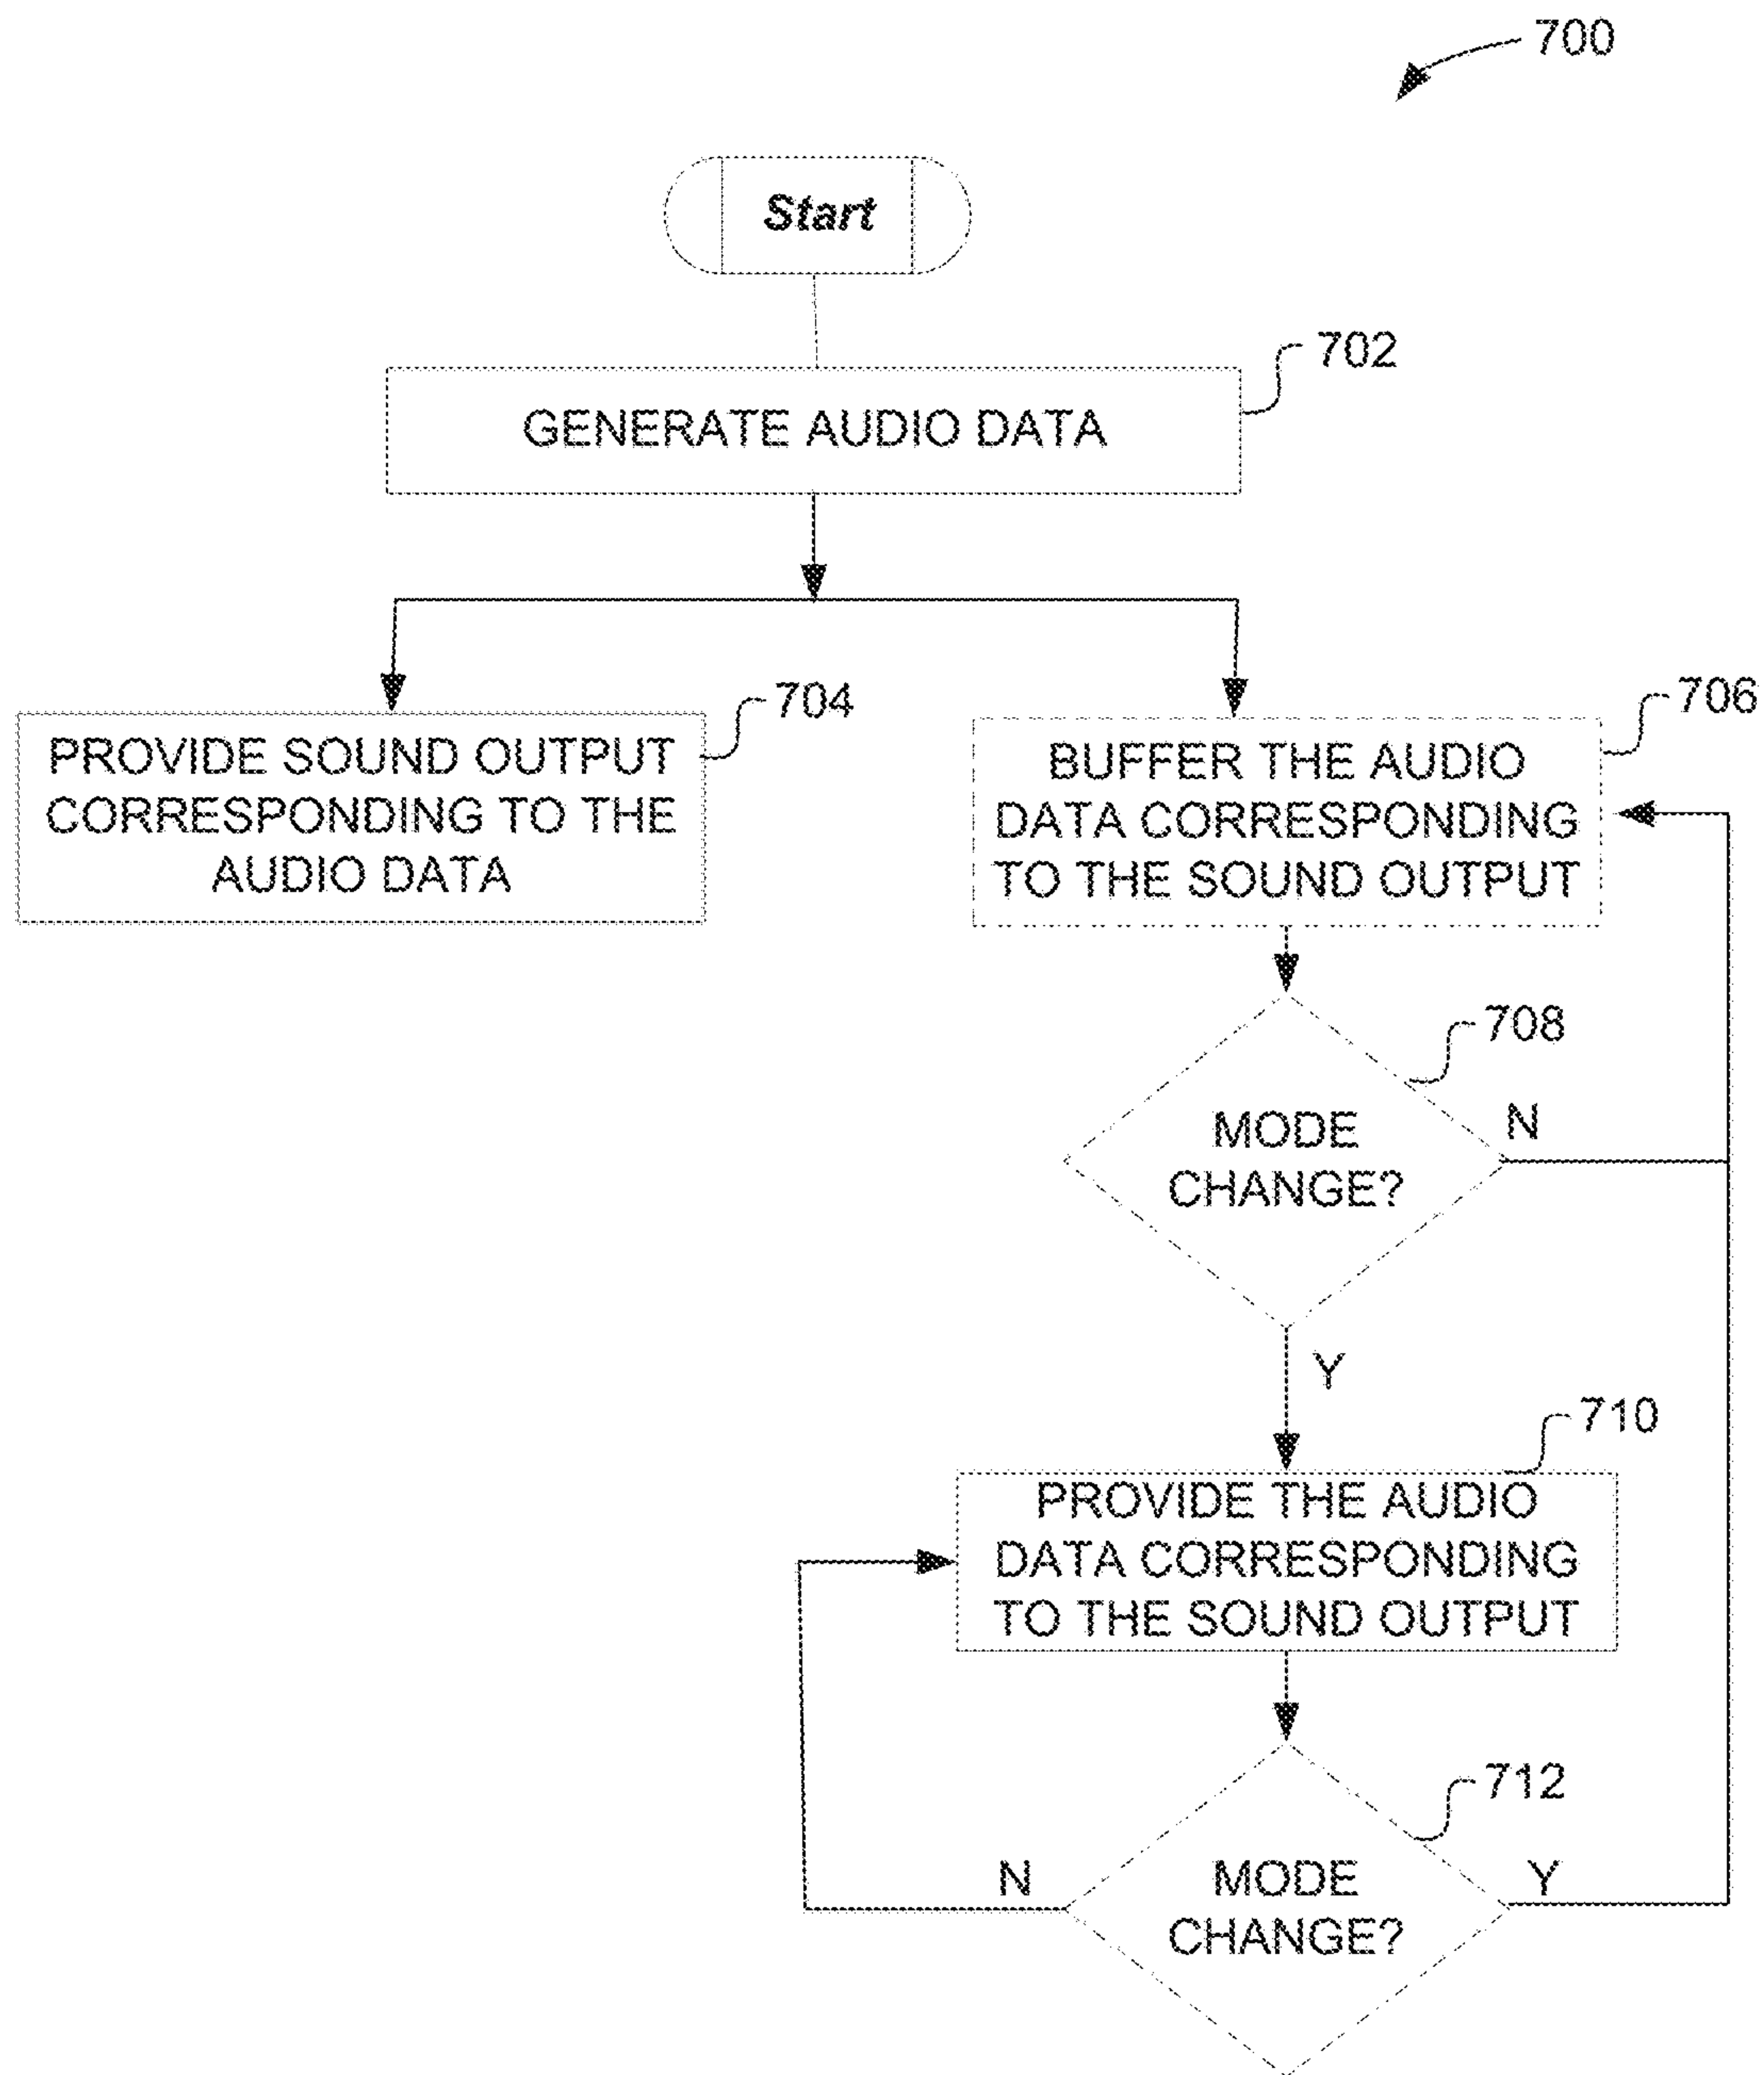 700
Start
702
GENERATE AUDIO DATA
704
PROVIDE SOUND OUTPUT
CORRESPONDING TO THE
AUDIO DATA
706
BUFFER THE AUDIO
DATA CORRESPONDING
TO THE SOUND OUTPUT
708
MODE
CHANGE?
N
Y
710
PROVIDE THE AUDIO
DATA CORRESPONDING
TO THE SOUND OUTPUT
712
N
MODE
CHANGE?
Y